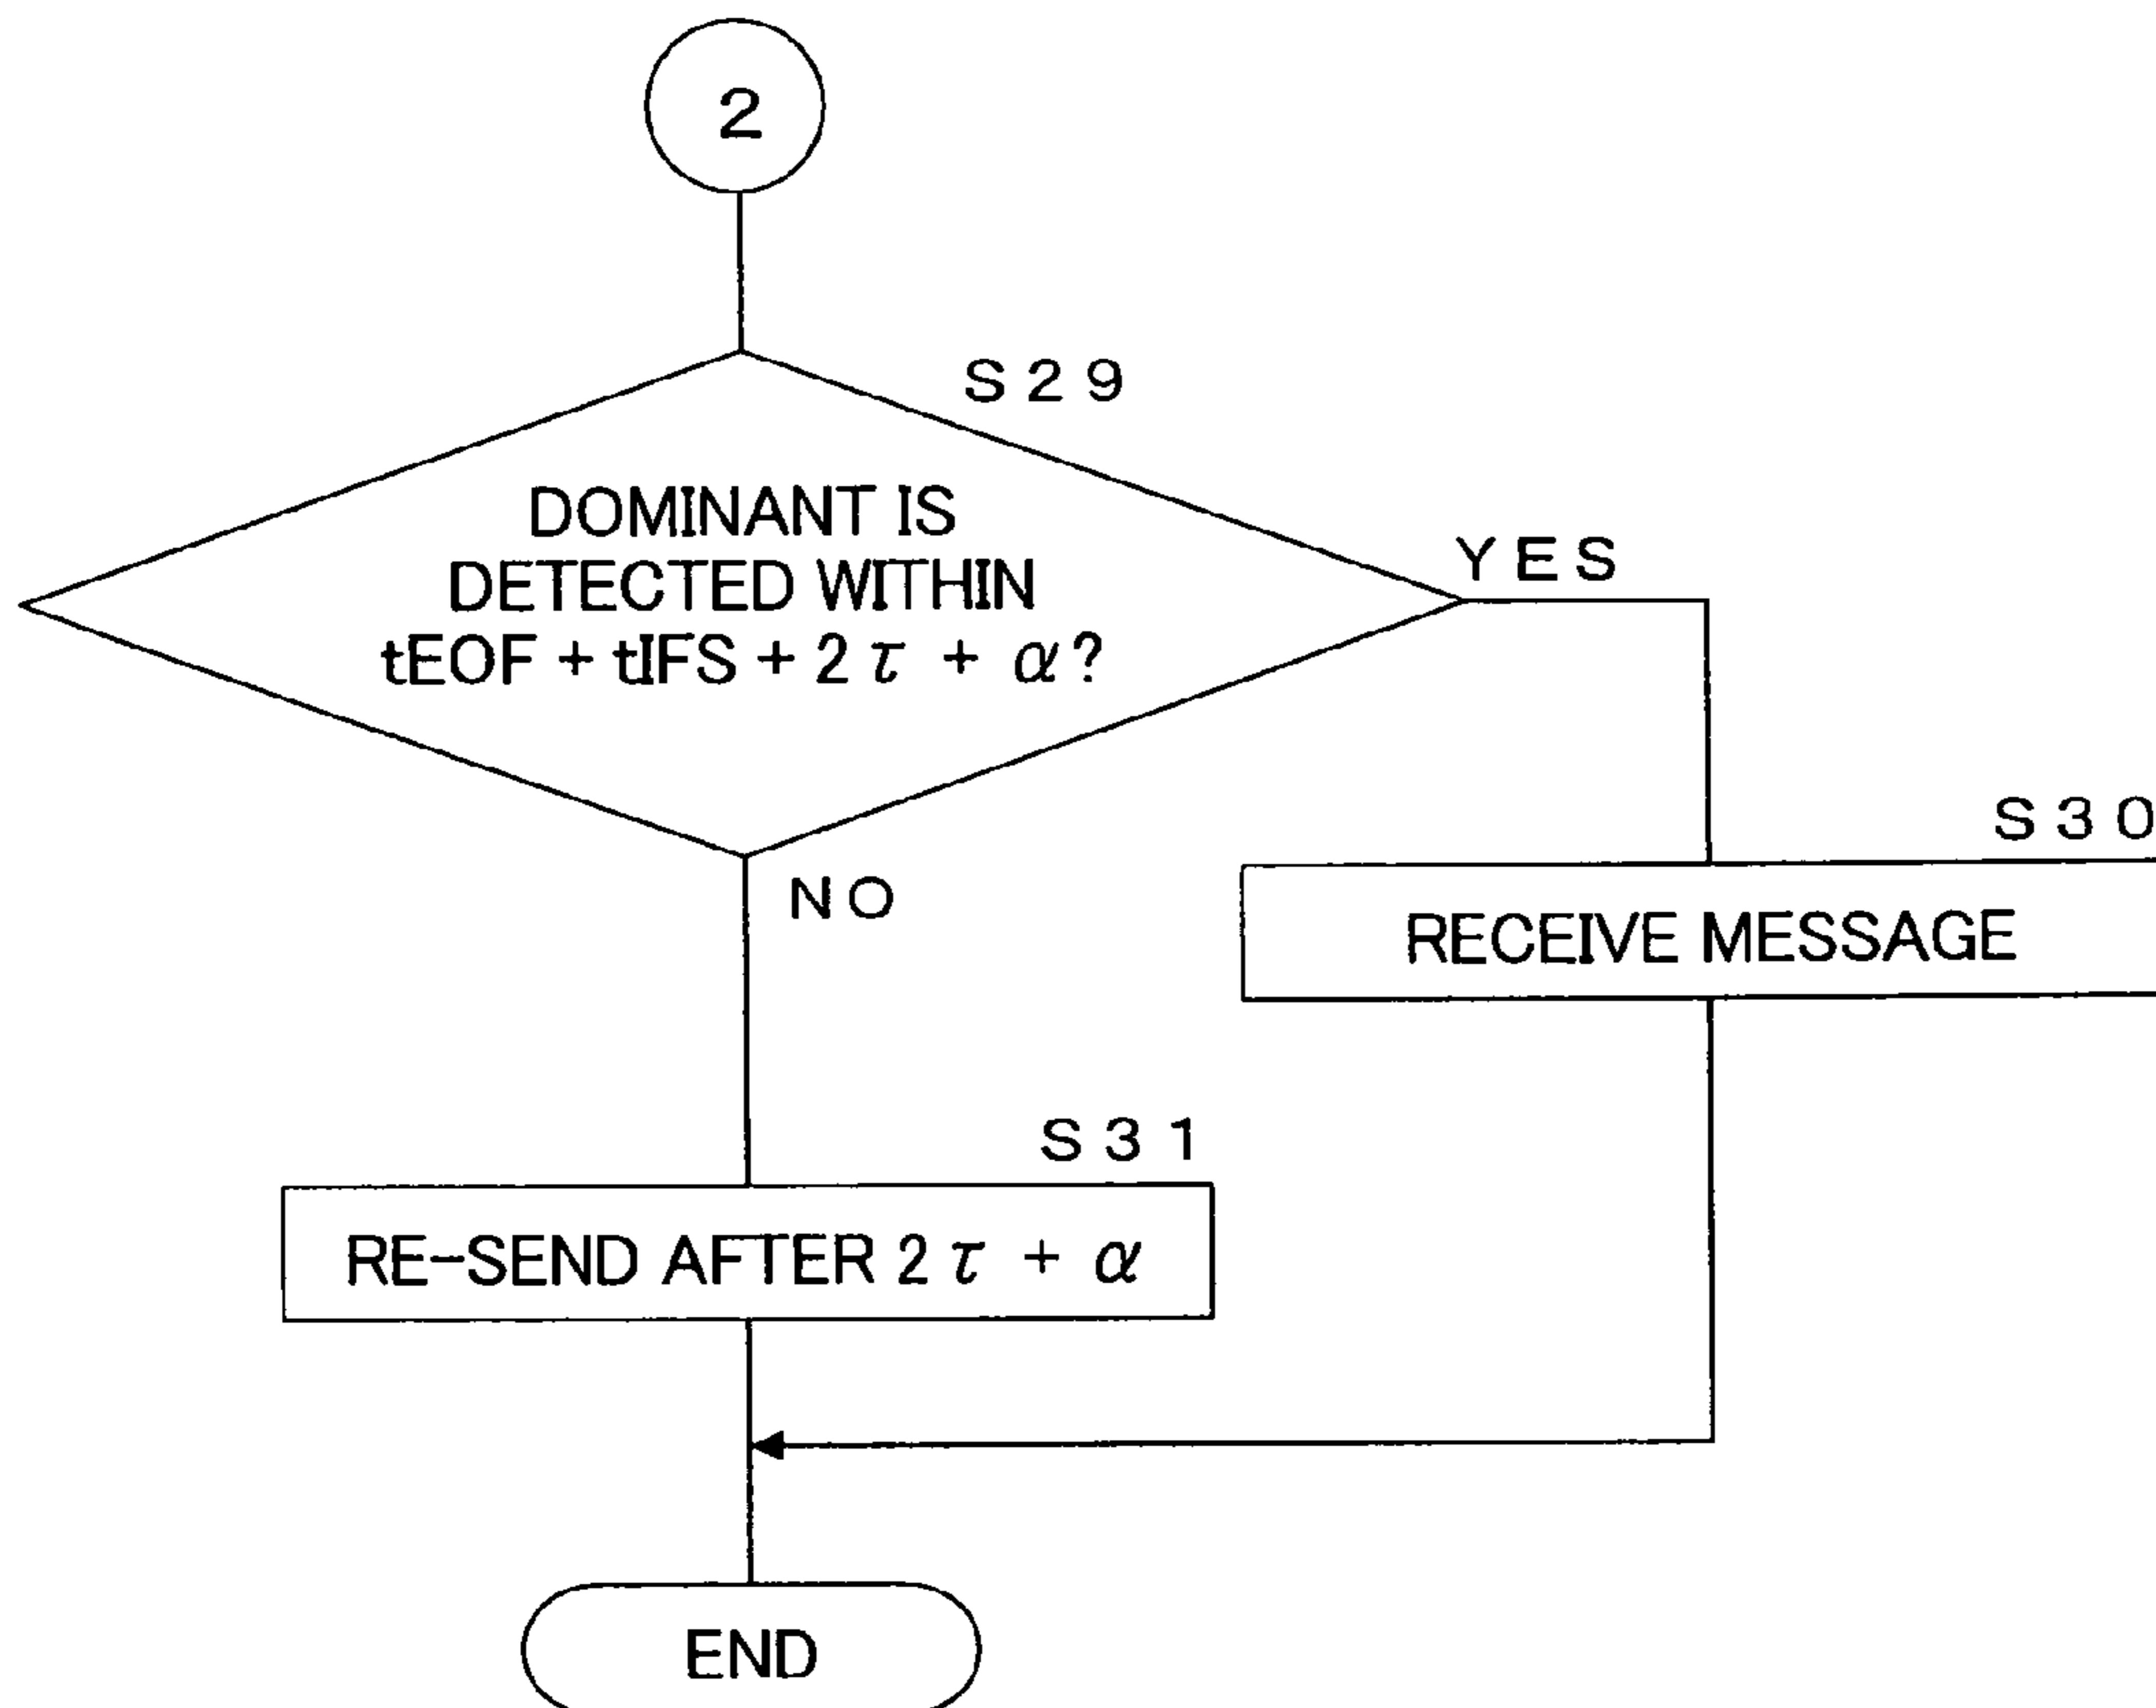 2
S29
DOMINANT IS
DETECTED WITHIN
tEOF + tIFS + 2τ + α?
YES
NO
S30
RECEIVE MESSAGE
S31
RE-SEND AFTER 2τ + α
END